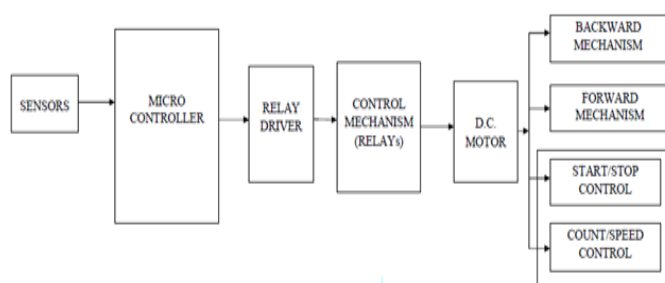 SENSORS
MICRO
CONTROLLER
RELAY
DRIVER
CONTROL
MECHANISM
(RELAYs)
D.C.
MOTOR
BACKWARD
MECHANISM
FORWARD
MECHANISM
START/STOP
CONTROL
COUNT/SPEED
CONTROL